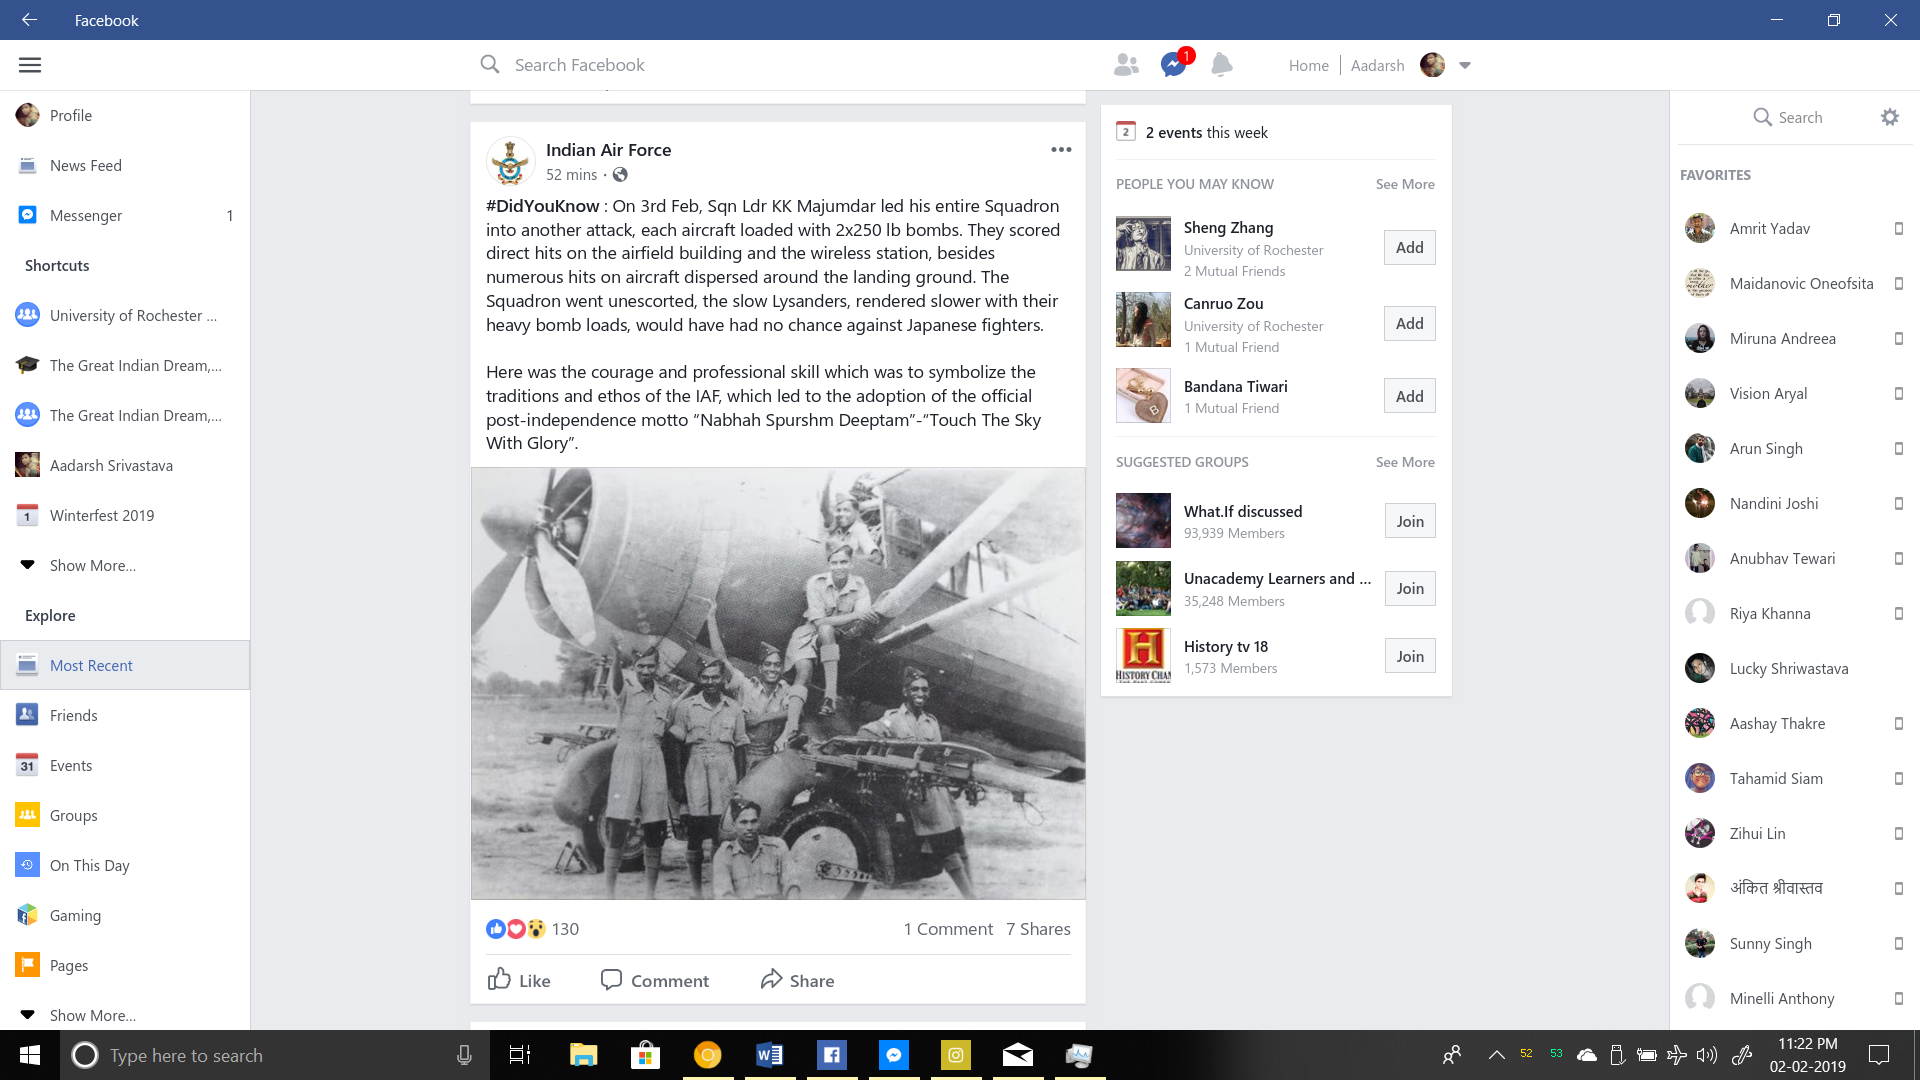 Facebook
Search Facebook
1
Home
Aadarsh
Profile
News Feed
Messenger 1
Shortcuts
University of Rochester ...
The Great Indian Dream,...
The Great Indian Dream,...
Aadarsh Srivastava
1 Winterfest 2019
Show More...
Explore
Most Recent
Friends
31 Events
Groups
On This Day
Gaming
Pages
Show More...
Indian Air Force
52 mins ·
#DidYouKnow : On 3rd Feb, Sqn Ldr KK Majumdar led his entire Squadron
into another attack, each aircraft loaded with 2x250 lb bombs. They scored
direct hits on the airfield building and the wireless station, besides
numerous hits on aircraft dispersed around the landing ground. The
Squadron went unescorted, the slow Lysanders, rendered slower with their
heavy bomb loads, would have had no chance against Japanese fighters.
Here was the courage and professional skill which was to symbolize the
traditions and ethos of the IAF, which led to the adoption of the official
post-independence motto “Nabhah Spurshm Deeptam”-“Touch The Sky
With Glory”.
130
1 Comment 7 Shares
Like Comment Share
2 2 events this week
PEOPLE YOU MAY KNOW See More
Sheng Zhang
University of Rochester
2 Mutual Friends
Add
Canruo Zou
University of Rochester
1 Mutual Friend
Add
B
Bandana Tiwari
1 Mutual Friend
Add
SUGGESTED GROUPS See More
What.If discussed
93,939 Members
Join
Unacademy Learners and ...
35,248 Members
Join
H
HISTORY CHAN
History tv 18
1,573 Members
Join
Search
FAVORITES
Amrit Yadav
Maidanovic Oneofsita
Miruna Andreea
Vision Aryal
Arun Singh
Nandini Joshi
Anubhav Tewari
Riya Khanna
Lucky Shriwastava
Aashay Thakre
Tahamid Siam
Zihui Lin
अंकित श्रीवास्तव
Sunny Singh
Minelli Anthony
Type here to search
52 53
11:22 PM
02-02-2019